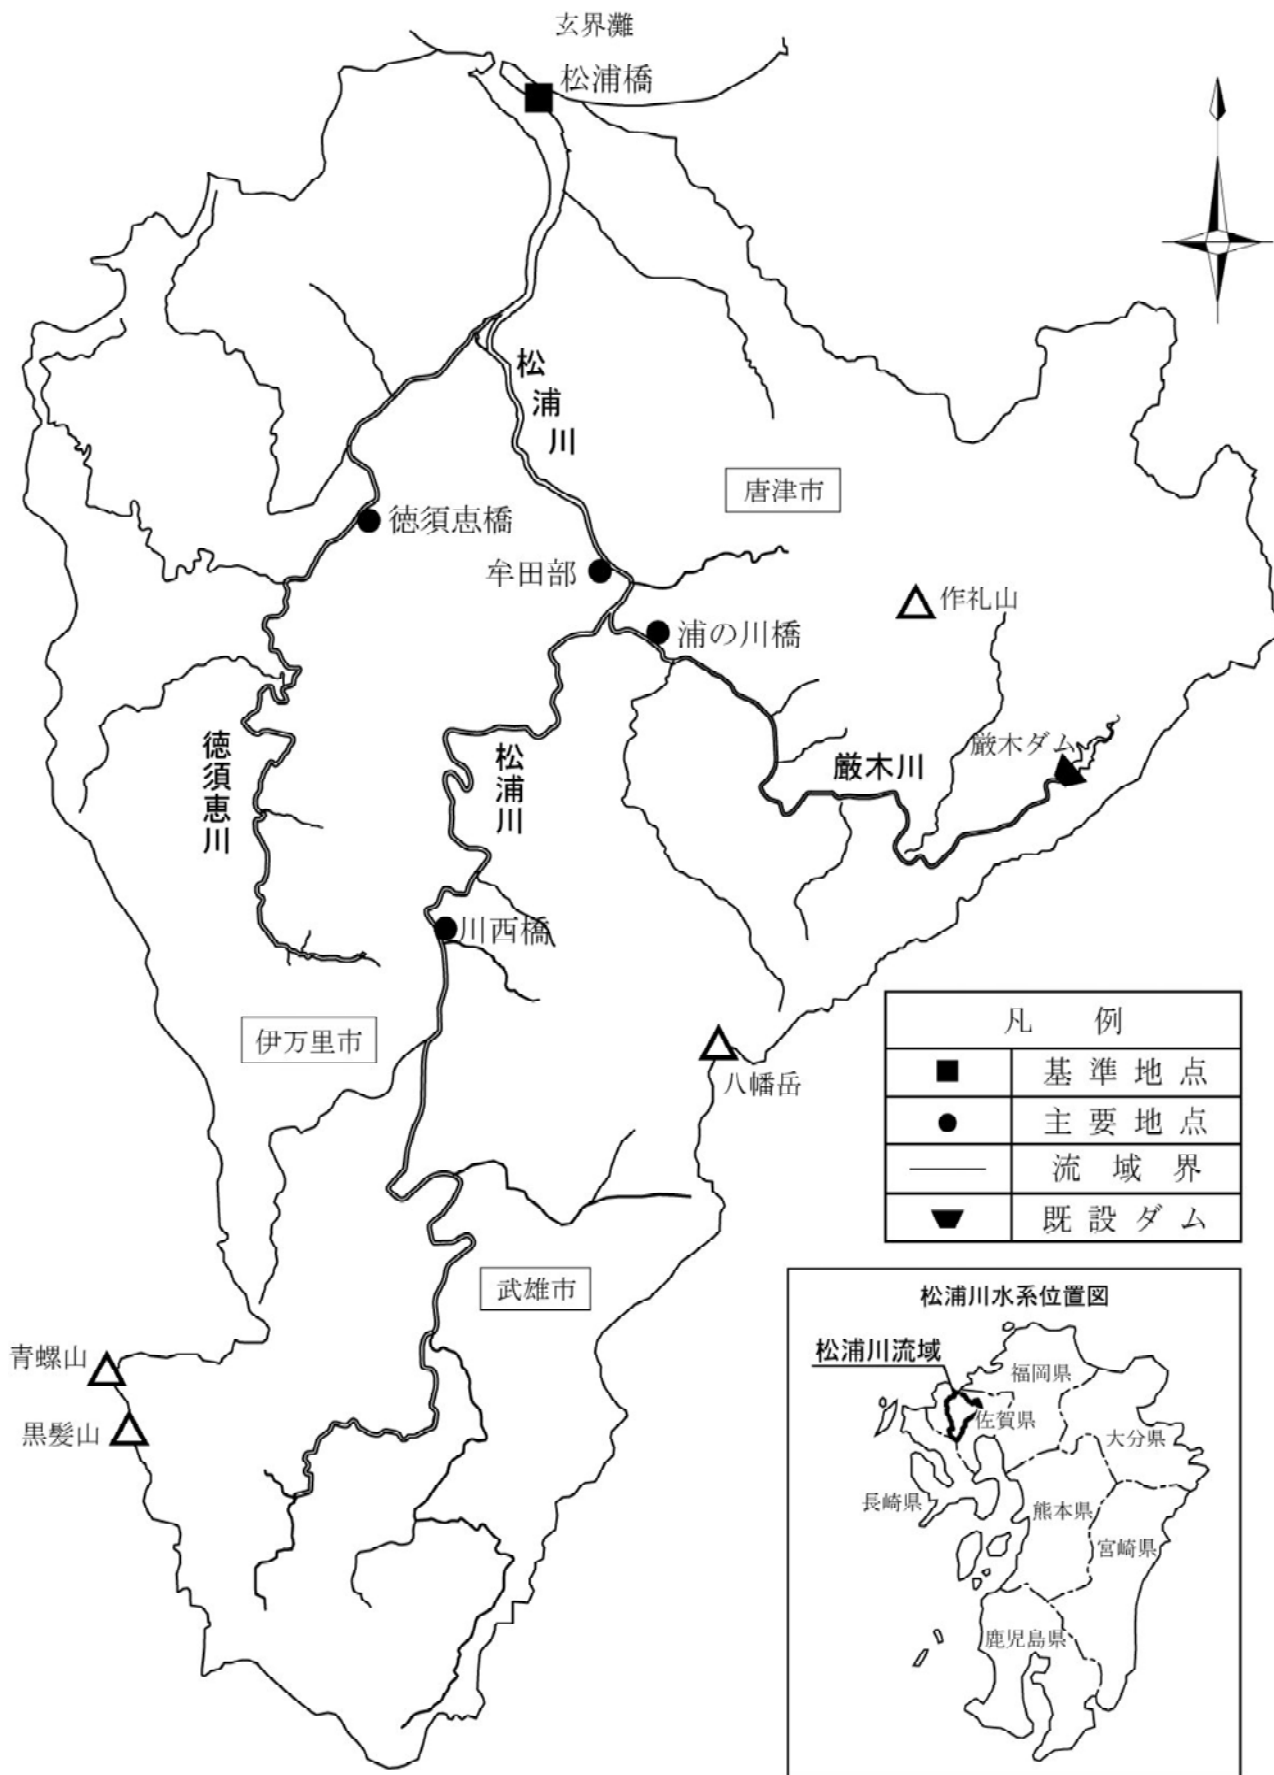 玄界灘
松浦橋
松浦川
唐津市
徳須恵橋
牟田部
作礼山
浦の川橋
徳須恵川
松浦川
厳木ダム
厳木川
川西橋
伊万里市
八幡岳
凡 例
基 準 地 点
主 要 地 点
流 域 界
既 設 ダ ム
武雄市
青螺山
黒髪山
松浦川水系位置図
松浦川流域
福岡県
佐賀県
大分県
長崎県
熊本県
宮崎県
鹿児島県